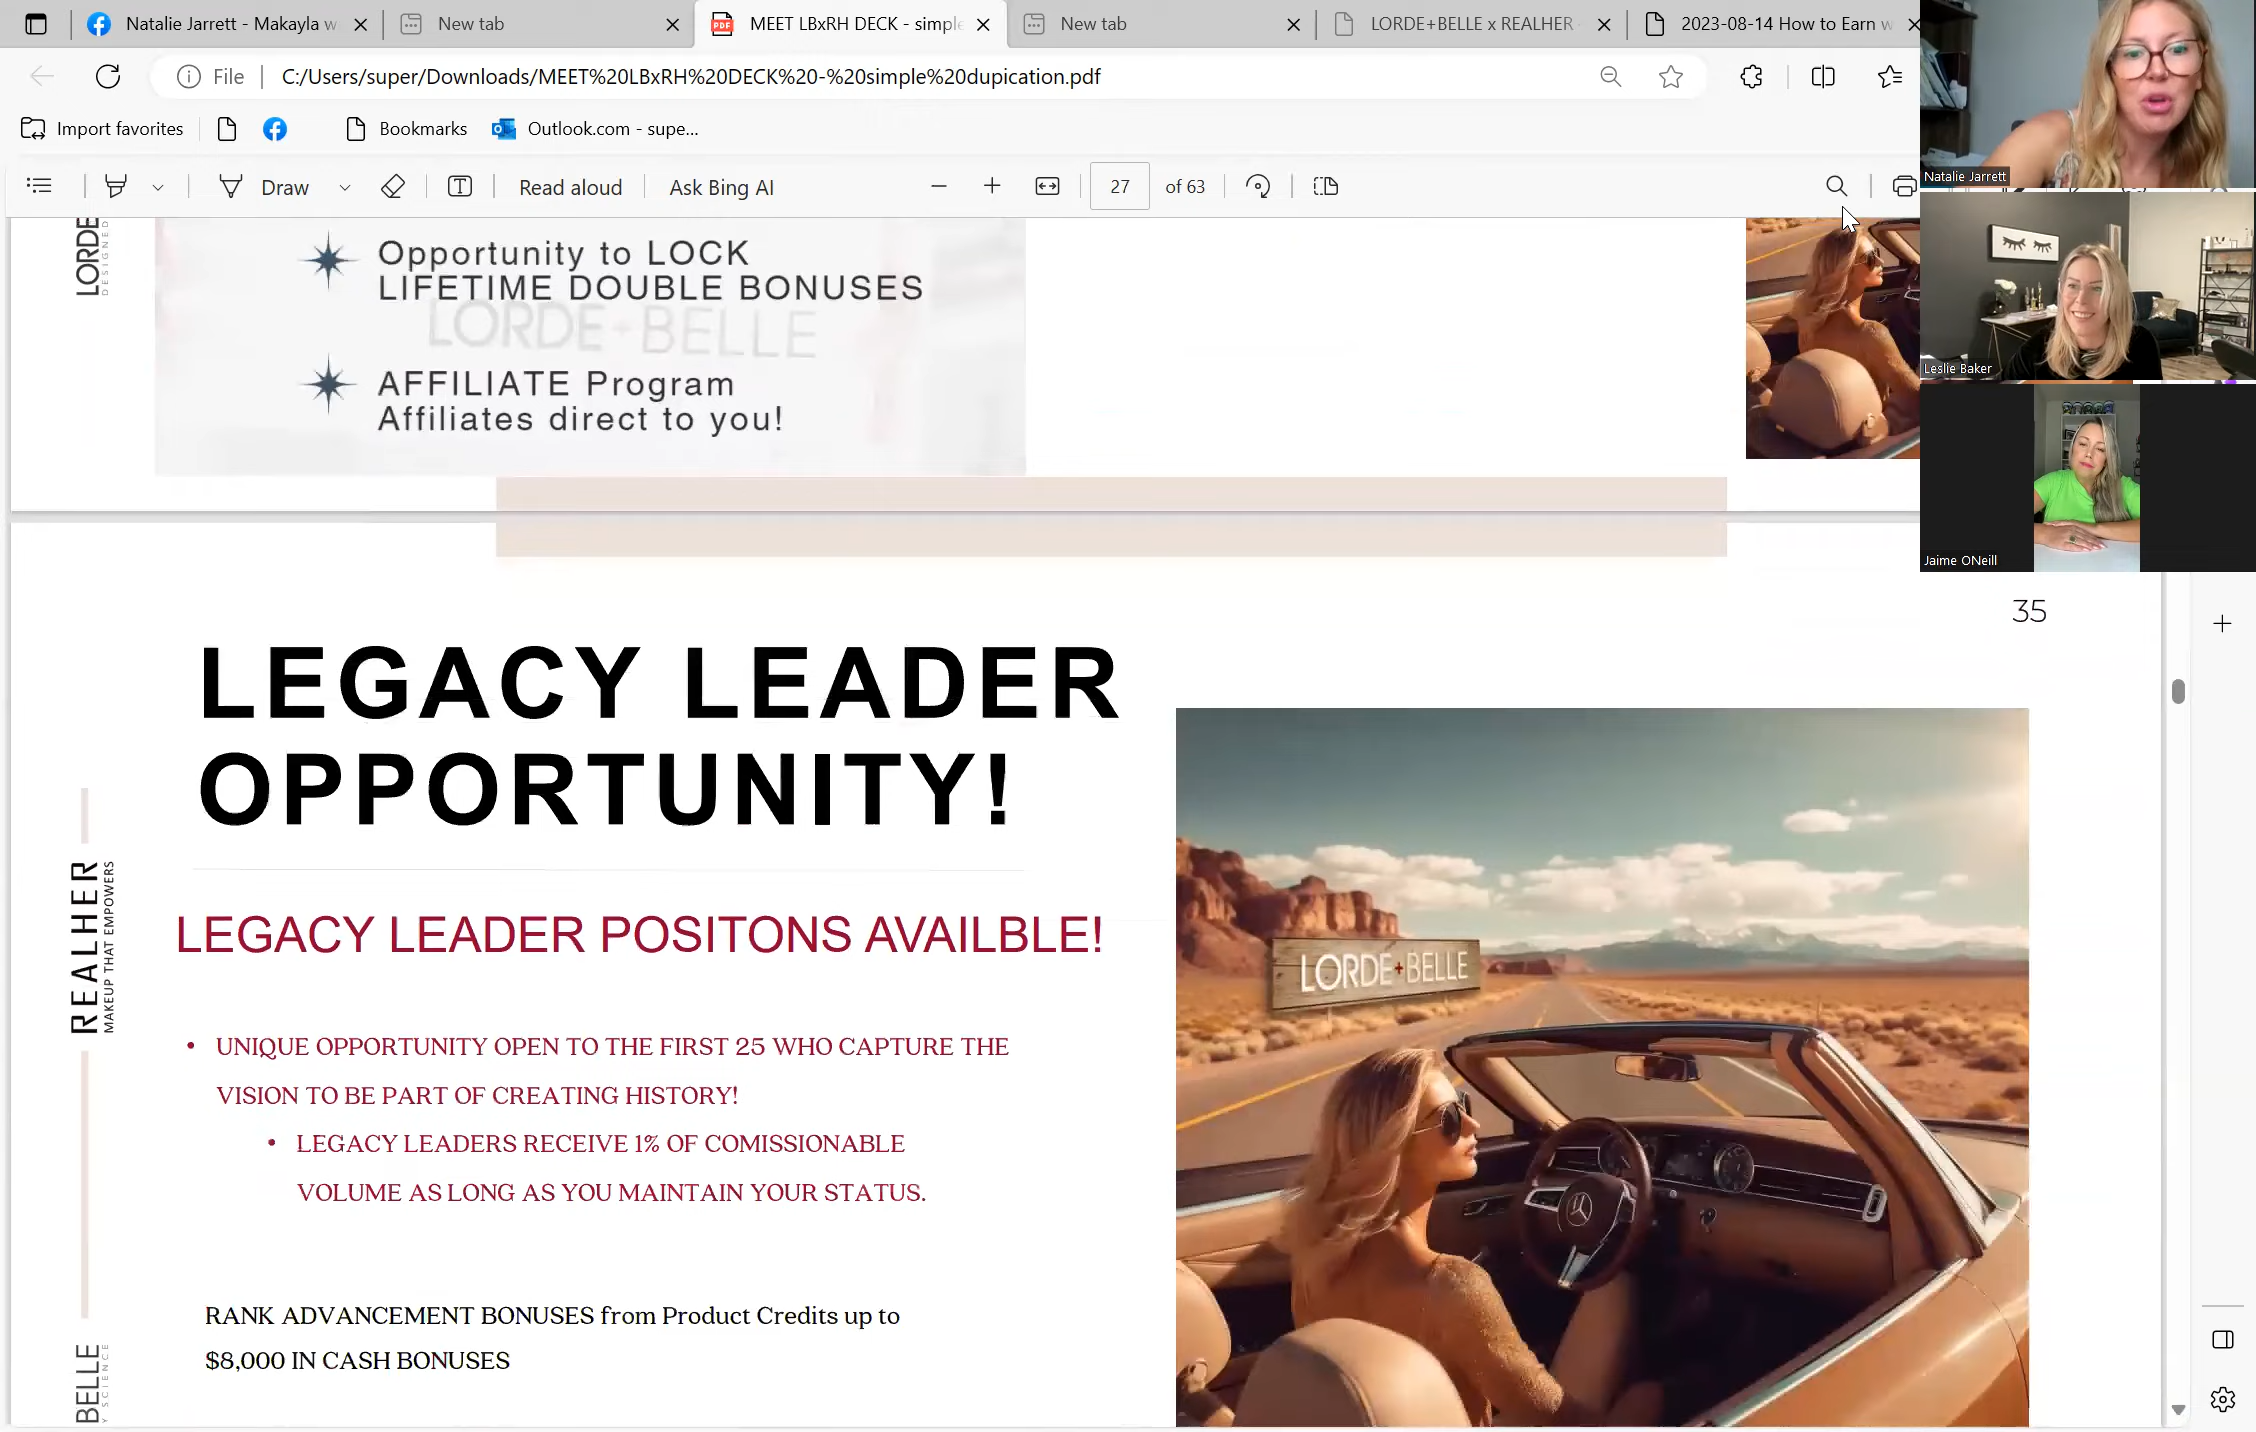 Natalie Jarrett - Makayla w
New tab
MEET LBxRH DECK - simple
New tab
LORDE+BELLE x REALHER
2023-08-14 How to Earn w
File
C:/Users/super/Downloads/MEET%20LBxRH%20DECK%20-%20simple%20dupication.pdf
Import favorites
Bookmarks
Outlook.com - supe...
Draw
Read aloud
Ask Bing AI
27
of 63
Natalie Jarrett
Leslie Baker
Jaime ONeill
LORDE
DESIGNED
Opportunity to LOCK
LIFETIME DOUBLE BONUSES
LORDE+BELLE
AFFILIATE Program
Affiliates direct to you!
35
LEGACY LEADER
OPPORTUNITY!
LEGACY LEADER POSITONS AVAILBLE!
• UNIQUE OPPORTUNITY OPEN TO THE FIRST 25 WHO CAPTURE THE
VISION TO BE PART OF CREATING HISTORY!
• LEGACY LEADERS RECEIVE 1% OF COMISSIONABLE
VOLUME AS LONG AS YOU MAINTAIN YOUR STATUS.
RANK ADVANCEMENT BONUSES from Product Credits up to
$8,000 IN CASH BONUSES
REALHER
MAKEUP THAT EMPOWERS
BELLE
Y SCIENCE
LORDE+BELLE